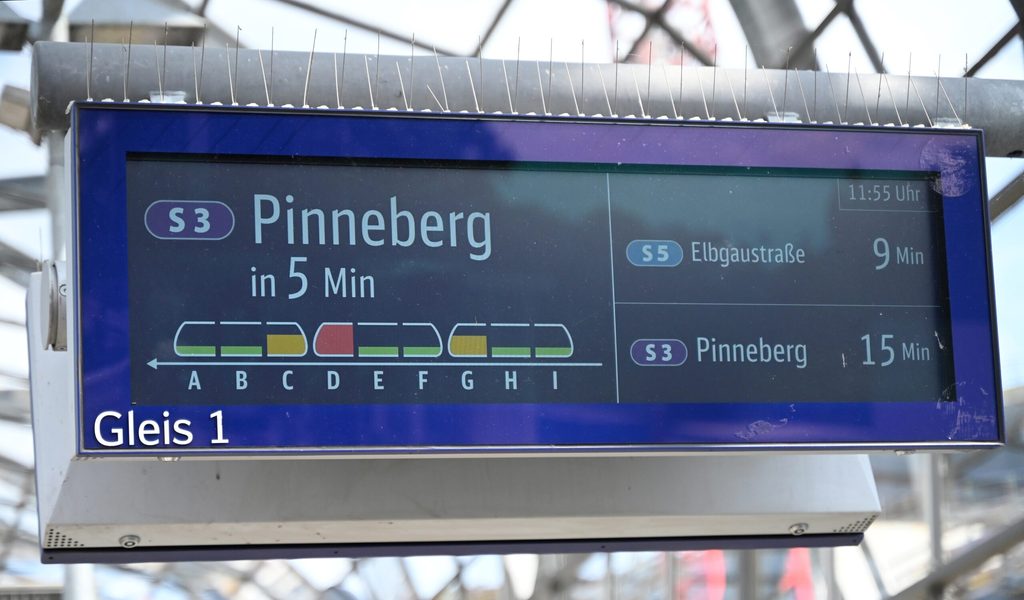 S3 Pinneberg
in 5 Min
A B C D E F G H I
11:55 Uhr
S5 Elbgaustraße 9 Min
S3 Pinneberg 15 Min
Gleis 1